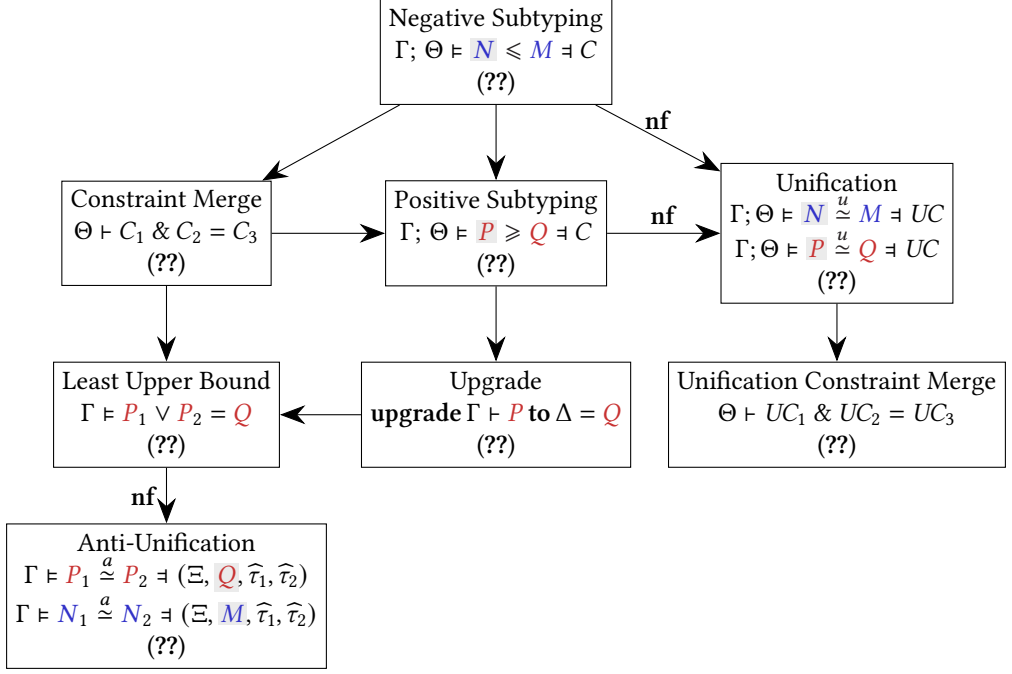 Negative Subtyping
Γ; Θ ⊨ N ⩽ M ⫤ C
(??)
nf
Constraint Merge
Θ ⊢ C₁ & C₂ = C₃
(??)
Positive Subtyping
Γ; Θ ⊨ P ⩾ Q ⫤ C
(??)
nf
Unification
Γ; Θ ⊨ N ≃ᵘ M ⫤ UC
Γ; Θ ⊨ P ≃ᵘ Q ⫤ UC
(??)
Least Upper Bound
Γ ⊨ P₁ ∨ P₂ = Q
(??)
Upgrade
upgrade Γ ⊢ P to Δ = Q
(??)
Unification Constraint Merge
Θ ⊢ UC₁ & UC₂ = UC₃
(??)
nf
Anti-Unification
Γ ⊨ P₁ ≃ᵃ P₂ ⫤ (Ξ, Q, τ̂₁, τ̂₂)
Γ ⊨ N₁ ≃ᵃ N₂ ⫤ (Ξ, M, τ̂₁, τ̂₂)
(??)